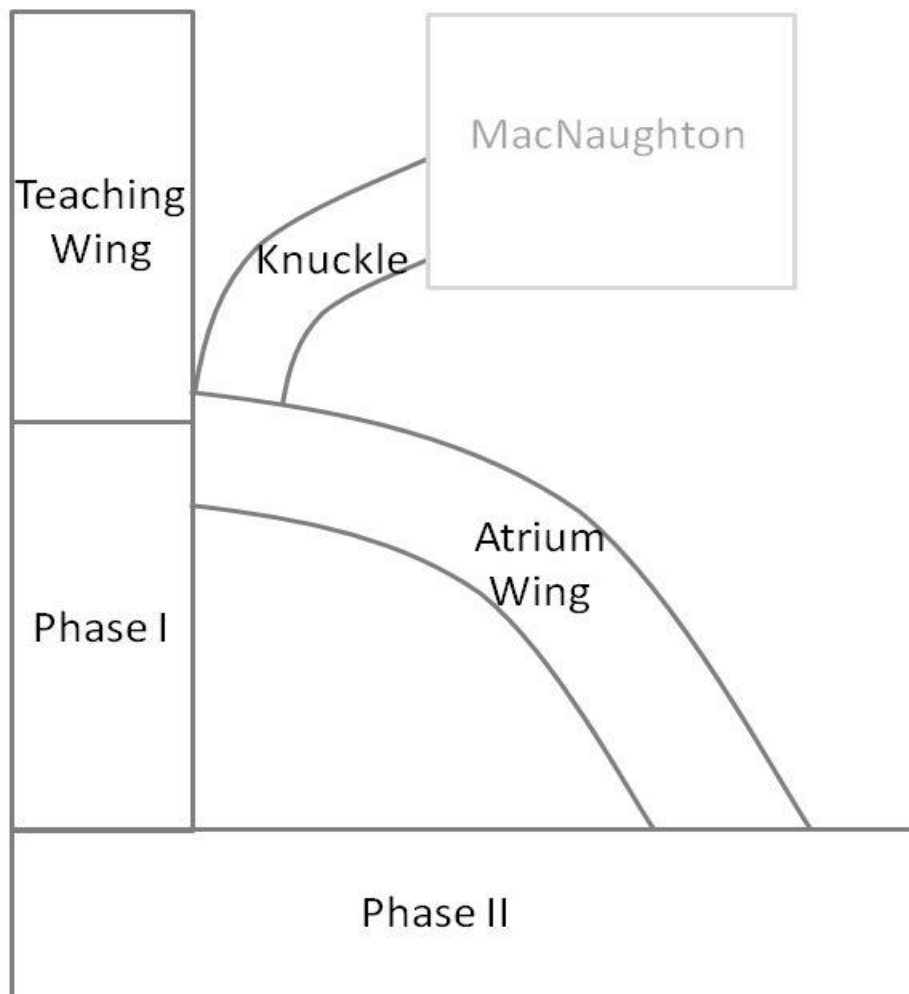 MacNaughton
Teaching
Wing
Knuckle
Atrium
Wing
Phase I
Phase II